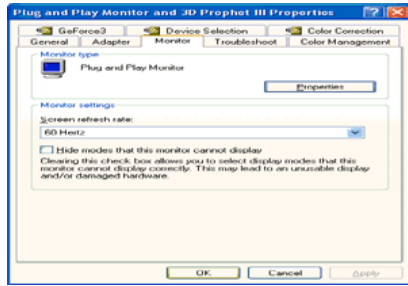 Plug and Play Monitor and 3D Prophet III Properties
GeForce3 Device Selection Color Correction
General Adapter Monitor Troubleshoot Color Management
Monitor type
Plug and Play Monitor
Properties
Monitor settings
Screen refresh rate:
60 Hertz
Hide modes that this monitor cannot display
Clearing this check box allows you to select display modes that this
monitor cannot display correctly. This may lead to an unusable display
and/or damaged hardware.
OK Cancel Apply